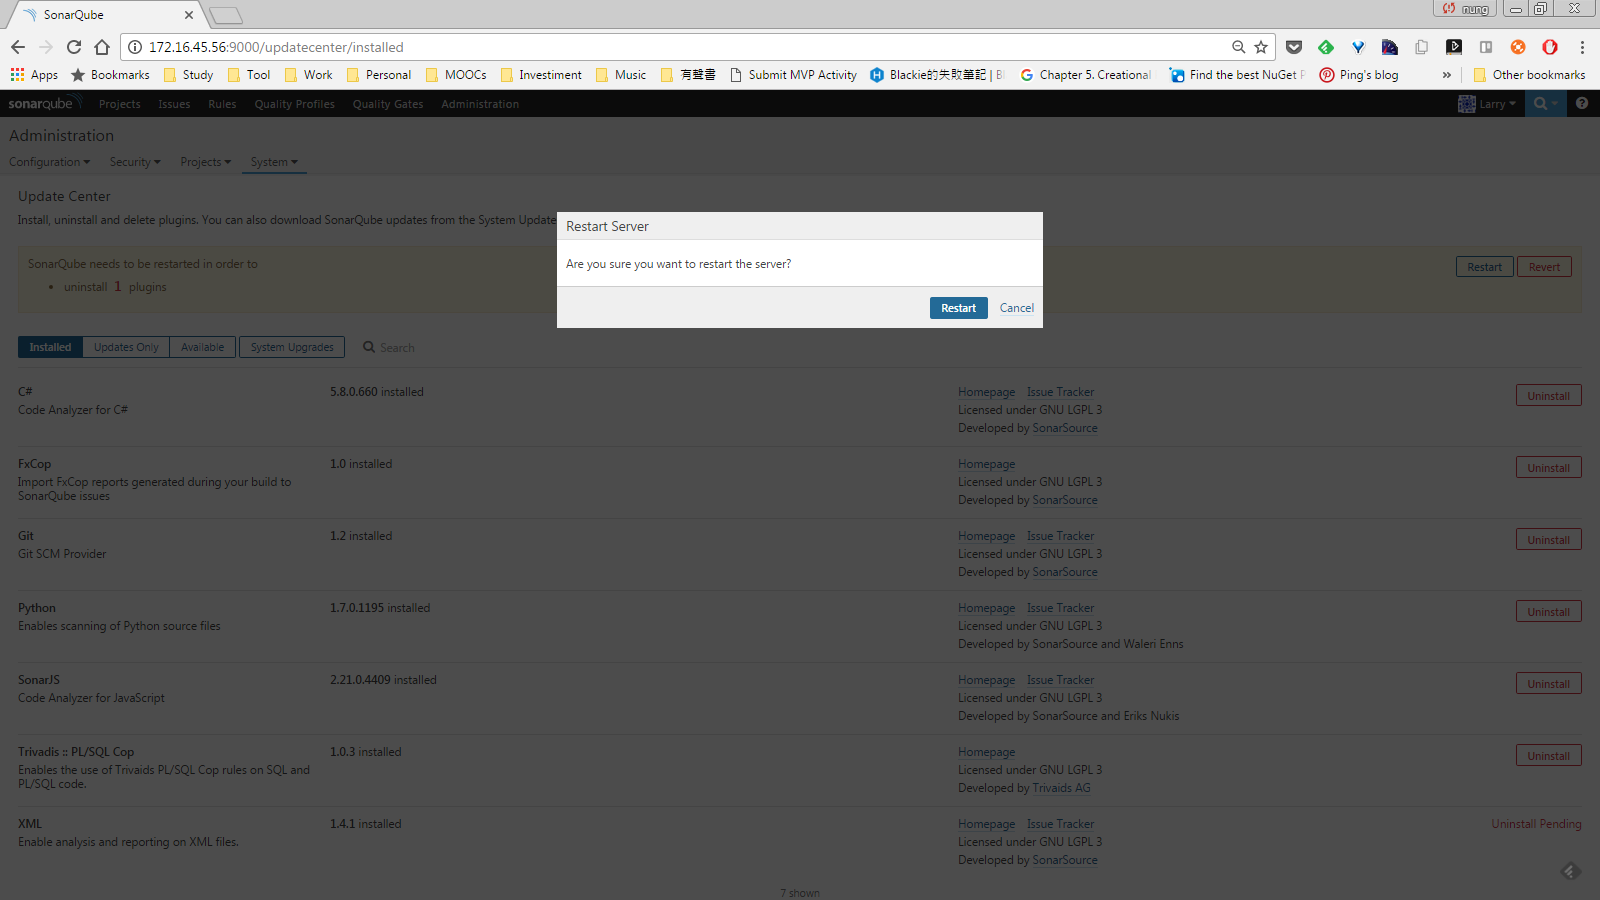 SonarQube
nung
172.16.45.56:9000/updatecenter/installed
Apps Bookmarks Study Tool Work Personal MOOCs Investiment Music 有聲書 Submit MVP Activity Blackie的失敗筆記 | B Chapter 5. Creational Find the best NuGet P Ping's blog » Other bookmarks
sonarqube Projects Issues Rules Quality Profiles Quality Gates Administration Larry
Administration
Configuration Security Projects System
Update Center
Install, uninstall and delete plugins. You can also download SonarQube updates from the System Update
Restart Server
Are you sure you want to restart the server?
Restart Cancel
SonarQube needs to be restarted in order to
• uninstall 1 plugins
Restart Revert
Installed Updates Only Available System Upgrades Search
C# 5.8.0.660 installed Homepage Issue Tracker Uninstall
Code Analyzer for C# Licensed under GNU LGPL 3
Developed by SonarSource
FxCop 1.0 installed Homepage Uninstall
Import FxCop reports generated during your build to Licensed under GNU LGPL 3
SonarQube issues Developed by SonarSource
Git 1.2 installed Homepage Issue Tracker Uninstall
Git SCM Provider Licensed under GNU LGPL 3
Developed by SonarSource
Python 1.7.0.1195 installed Homepage Issue Tracker Uninstall
Enables scanning of Python source files Licensed under GNU LGPL 3
Developed by SonarSource and Waleri Enns
SonarJS 2.21.0.4409 installed Homepage Issue Tracker Uninstall
Code Analyzer for JavaScript Licensed under GNU LGPL 3
Developed by SonarSource and Eriks Nukis
Trivadis :: PL/SQL Cop 1.0.3 installed Homepage Uninstall
Enables the use of Trivaids PL/SQL Cop rules on SQL and Licensed under GNU LGPL 3
PL/SQL code. Developed by Trivaids AG
XML 1.4.1 installed Homepage Issue Tracker Uninstall Pending
Enable analysis and reporting on XML files. Licensed under GNU LGPL 3
Developed by SonarSource
7 shown